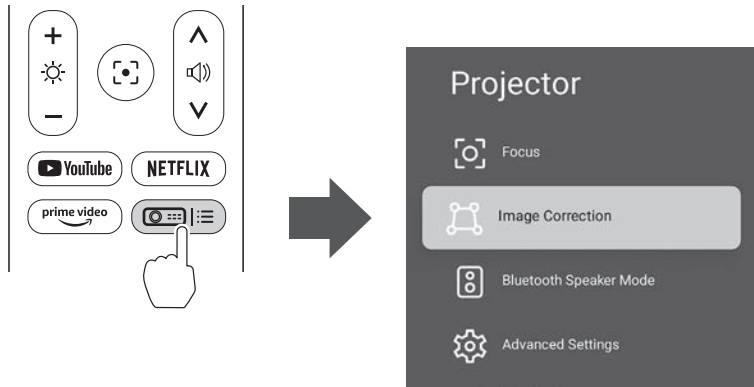 YouTube
NETFLIX
prime video
Projector
Focus
Image Correction
Bluetooth Speaker Mode
Advanced Settings